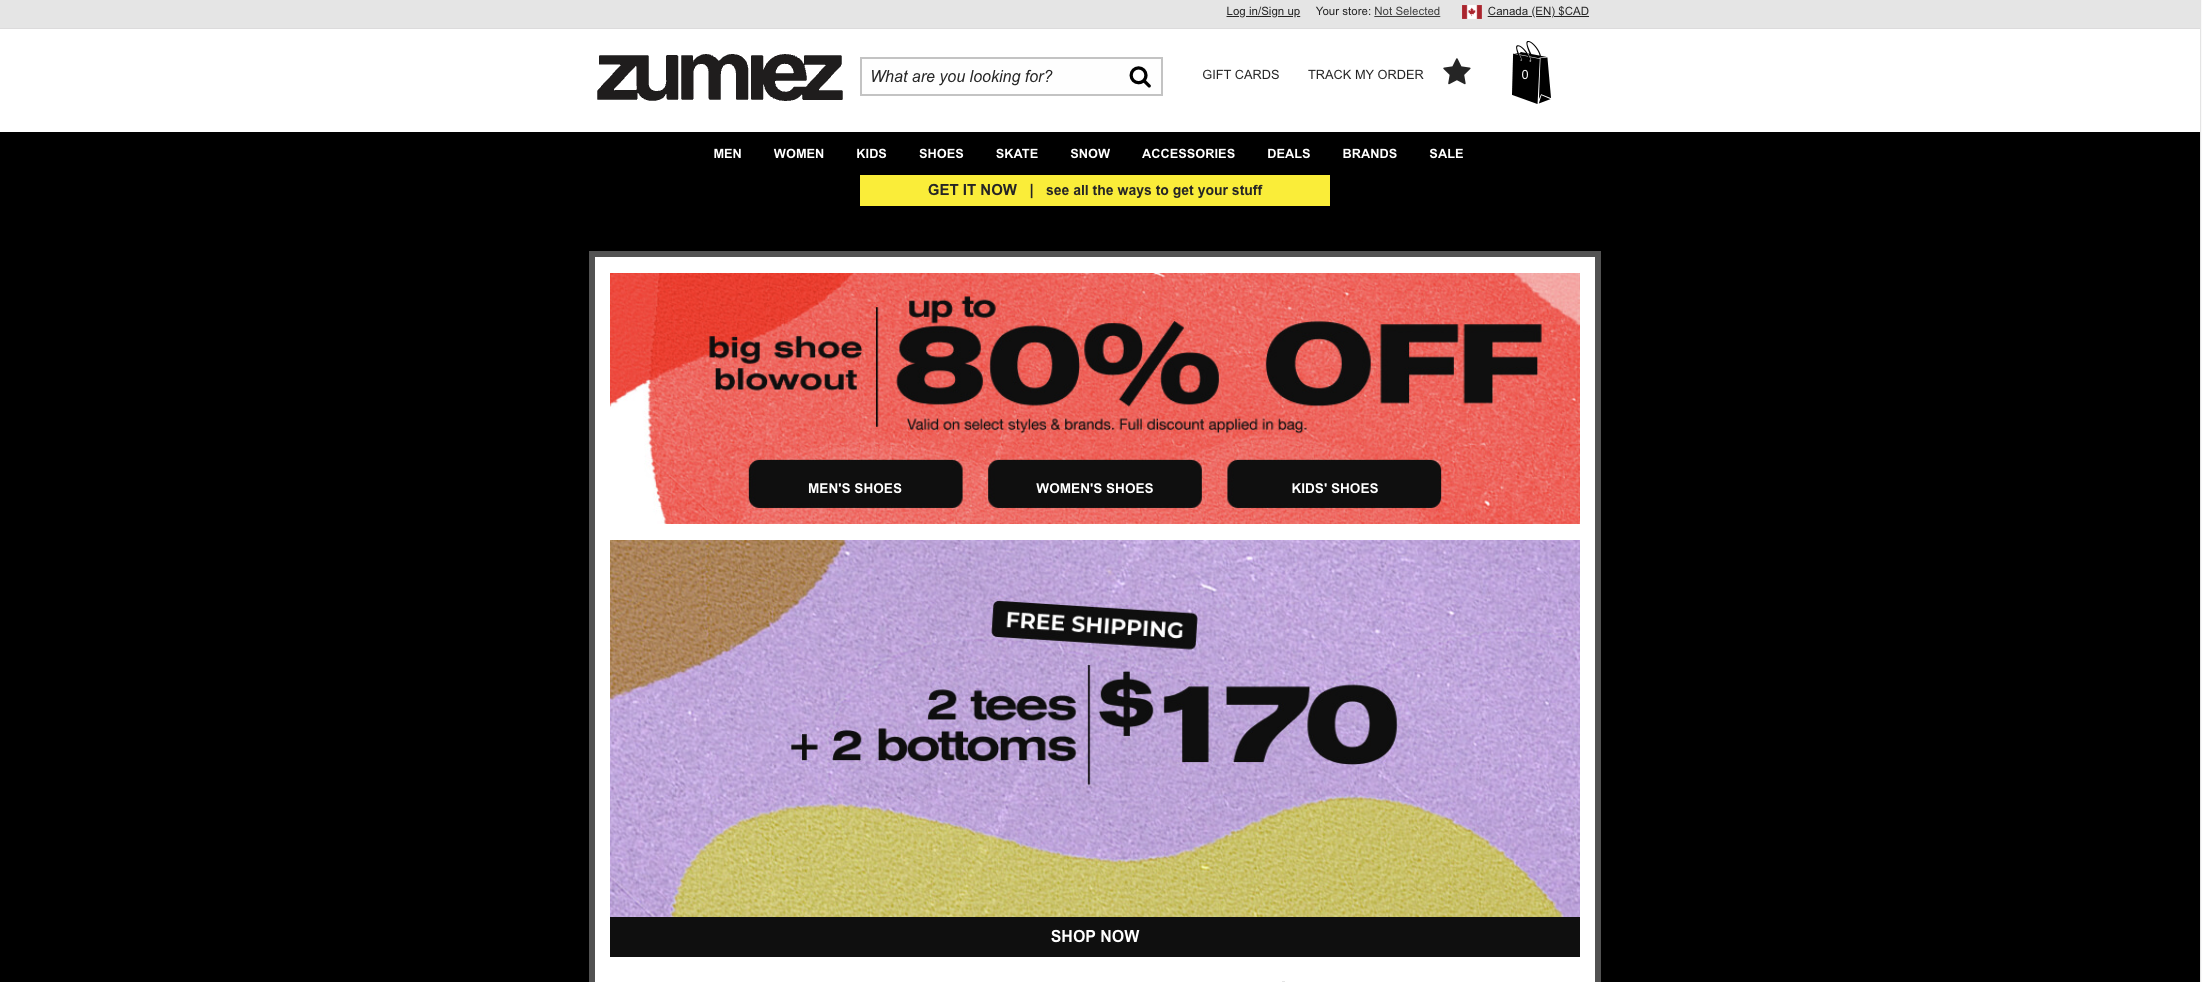 Log in/Sign up Your store: Not Selected Canada (EN) $CAD
zumiez
What are you looking for?
GIFT CARDS TRACK MY ORDER
0
MEN WOMEN KIDS SHOES SKATE SNOW ACCESSORIES DEALS BRANDS SALE
GET IT NOW | see all the ways to get your stuff
big shoe
blowout
up to
80% OFF
Valid on select styles & brands. Full discount applied in bag.
MEN'S SHOES WOMEN'S SHOES KIDS' SHOES
FREE SHIPPING
2 tees
+ 2 bottoms
$170
SHOP NOW